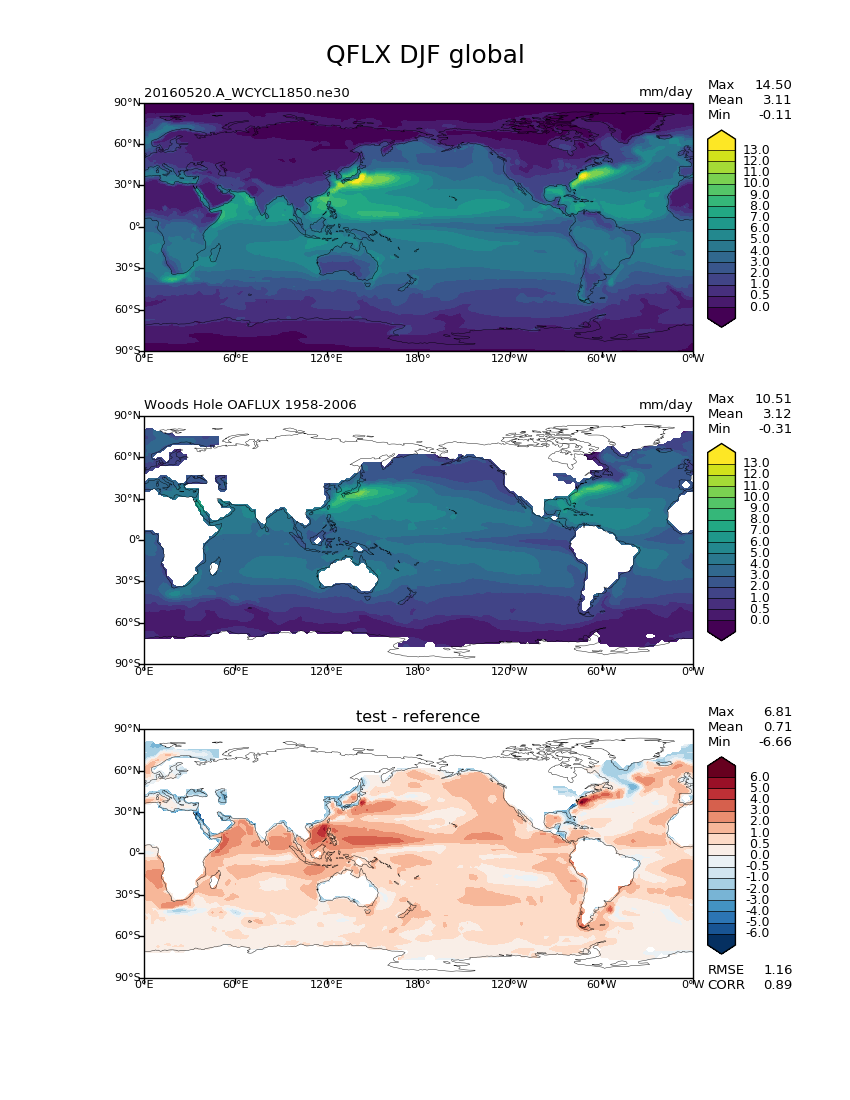 QFLX DJF global
20160520.A_WCYCL1850.ne30
mm/day
Max 14.50
Mean 3.11
Min -0.11
90°N
60°N
30°N
0°
30°S
60°S
90°S
0°E 60°E 120°E 180° 120°W 60°W 0°W
13.0
12.0
11.0
10.0
9.0
8.0
7.0
6.0
5.0
4.0
3.0
2.0
1.0
0.5
0.0
Woods Hole OAFLUX 1958-2006
mm/day
Max 10.51
Mean 3.12
Min -0.31
90°N
60°N
30°N
0°
30°S
60°S
90°S
0°E 60°E 120°E 180° 120°W 60°W 0°W
13.0
12.0
11.0
10.0
9.0
8.0
7.0
6.0
5.0
4.0
3.0
2.0
1.0
0.5
0.0
test - reference
Max 6.81
Mean 0.71
Min -6.66
90°N
60°N
30°N
0°
30°S
60°S
90°S
0°E 60°E 120°E 180° 120°W 60°W 0°W
6.0
5.0
4.0
3.0
2.0
1.0
0.5
0.0
-0.5
-1.0
-2.0
-3.0
-4.0
-5.0
-6.0
RMSE 1.16
CORR 0.89